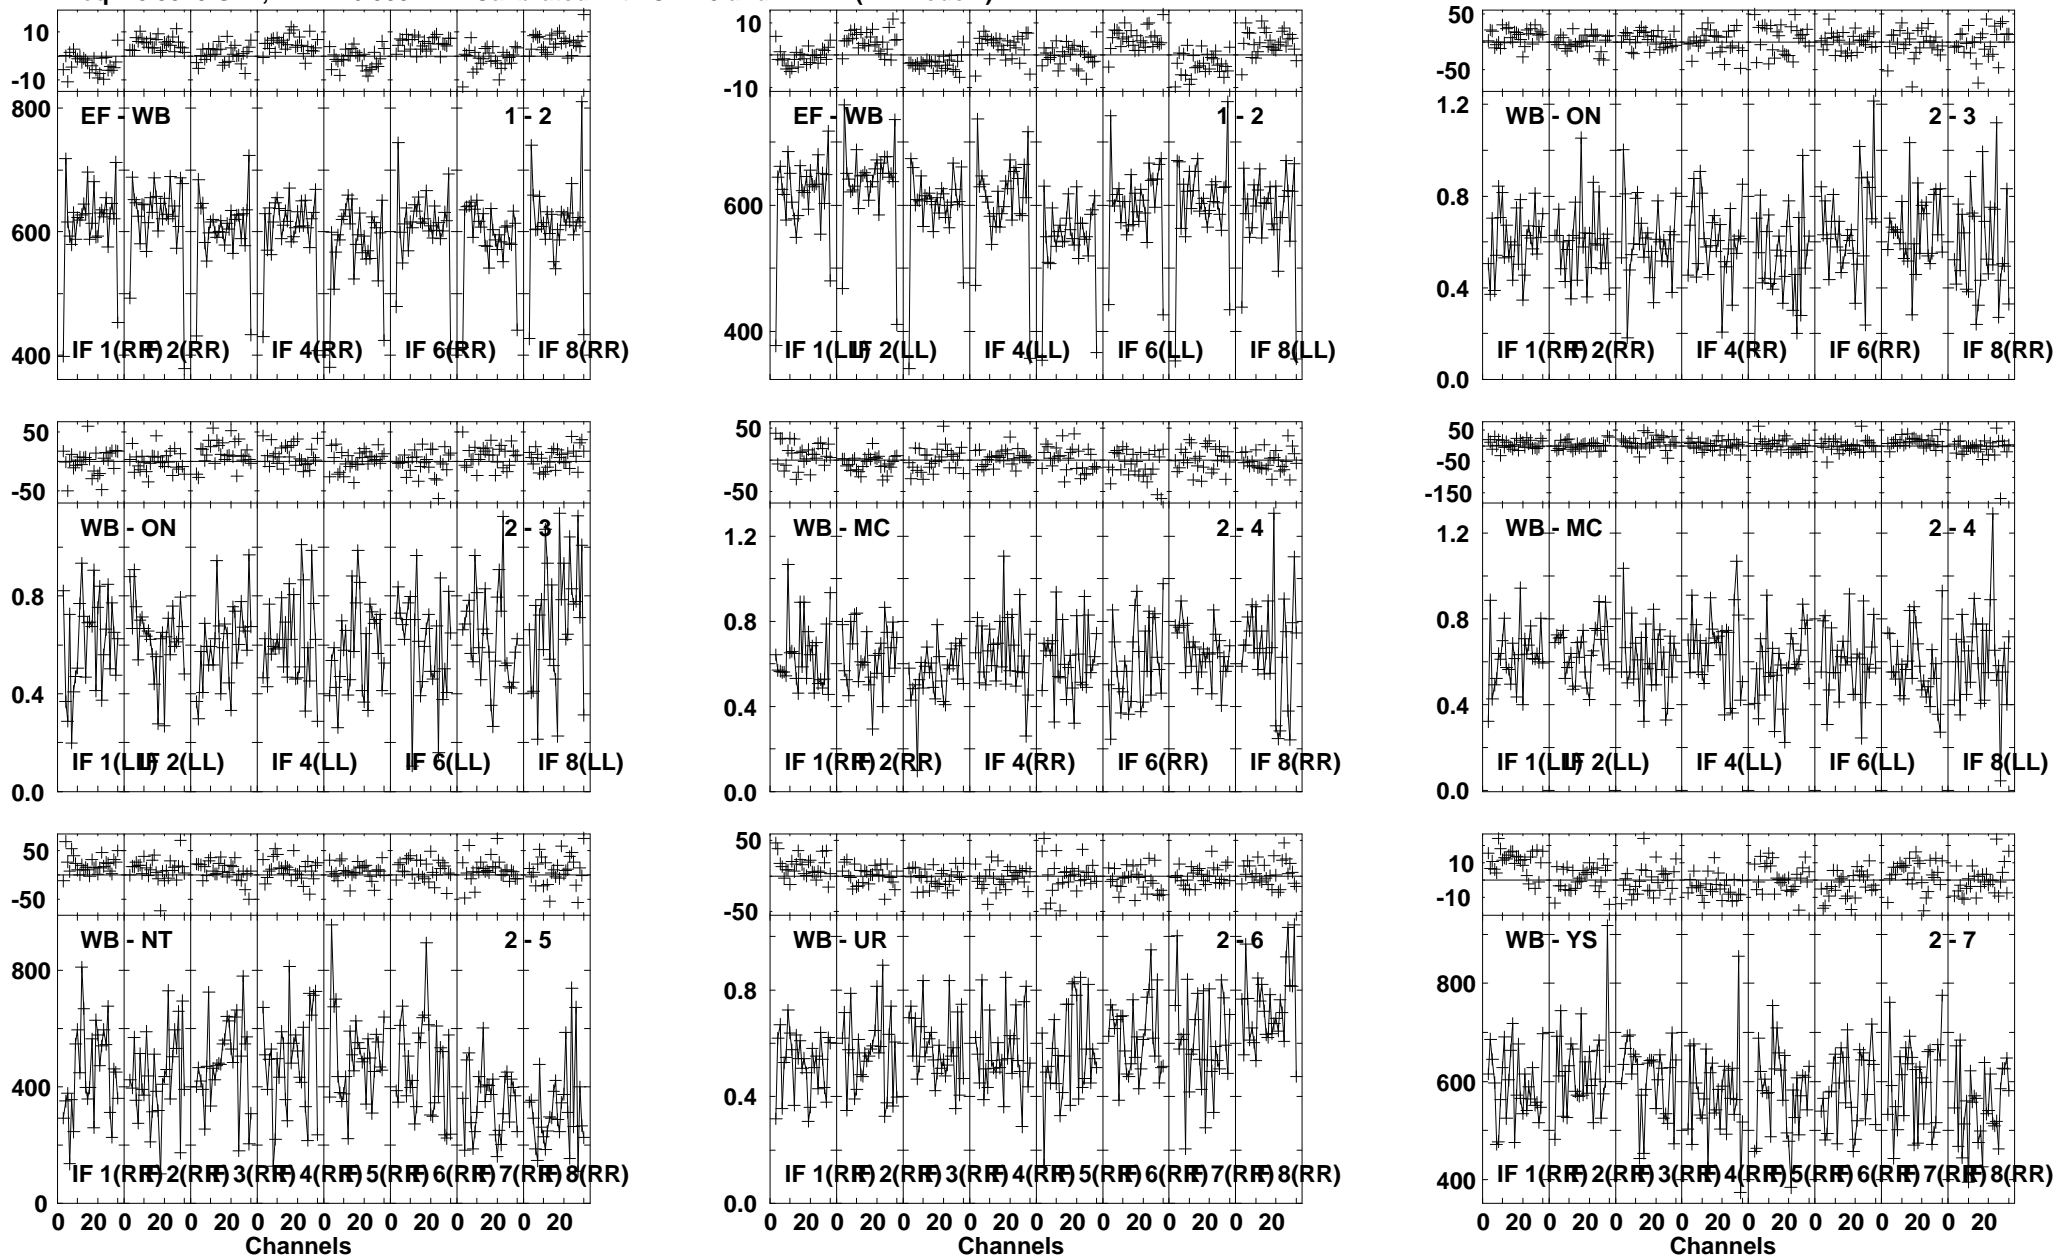 10
-10
800
600
400
EF - WB 1 - 2
IF 1(RR) IF 2(RR) IF 4(RR) IF 6(RR) IF 8(RR)
10
-10
600
400
EF - WB 1 - 2
IF 1(LL) IF 2(LL) IF 4(LL) IF 6(LL) IF 8(LL)
50
-50
1.2
0.8
0.4
0.0
WB - ON 2 - 3
IF 1(RR) IF 2(RR) IF 4(RR) IF 6(RR) IF 8(RR)
50
-50
0.8
0.4
0.0
WB - ON 2 - 3
IF 1(LL) IF 2(LL) IF 4(LL) IF 6(LL) IF 8(LL)
50
-50
1.2
0.8
0.4
0.0
WB - MC 2 - 4
IF 1(RR) IF 2(RR) IF 4(RR) IF 6(RR) IF 8(RR)
50
-50
-150
1.2
0.8
0.4
0.0
WB - MC 2 - 4
IF 1(LL) IF 2(LL) IF 4(LL) IF 6(LL) IF 8(LL)
50
-50
800
400
0
WB - NT 2 - 5
IF 1(RR) IF 2(RR) IF 3(RR) IF 4(RR) IF 5(RR) IF 6(RR) IF 7(RR) IF 8(RR)
0 20 0 20 0 20 0 20 0 20 0 20 0 20 0 20
Channels
50
-50
0.8
0.4
0.0
WB - UR 2 - 6
IF 1(RR) IF 2(RR) IF 3(RR) IF 4(RR) IF 5(RR) IF 6(RR) IF 7(RR) IF 8(RR)
0 20 0 20 0 20 0 20 0 20 0 20 0 20 0 20
Channels
10
-10
800
600
400
WB - YS 2 - 7
IF 1(RR) IF 2(RR) IF 3(RR) IF 4(RR) IF 5(RR) IF 6(RR) IF 7(RR) IF 8(RR)
0 20 0 20 0 20 0 20 0 20 0 20 0 20 0 20
Channels